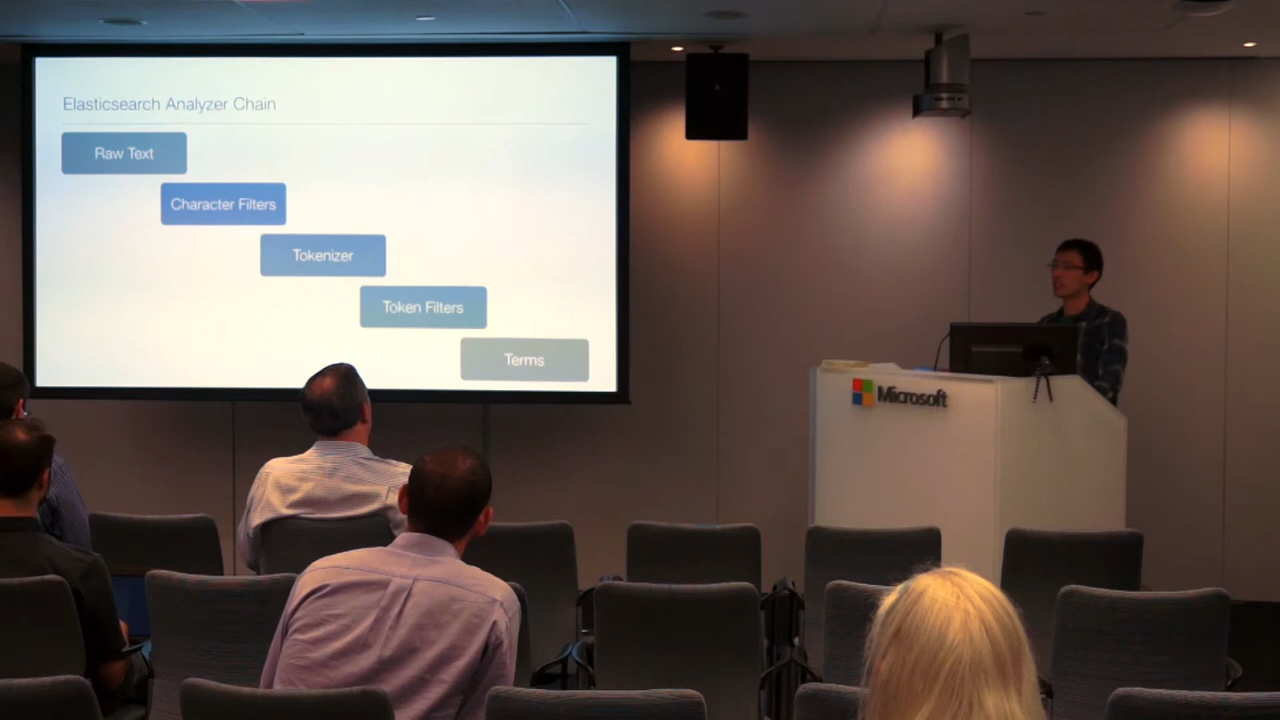 Elasticsearch Analyzer Chain
Raw Text
Character Filters
Tokenizer
Token Filters
Terms
Microsoft